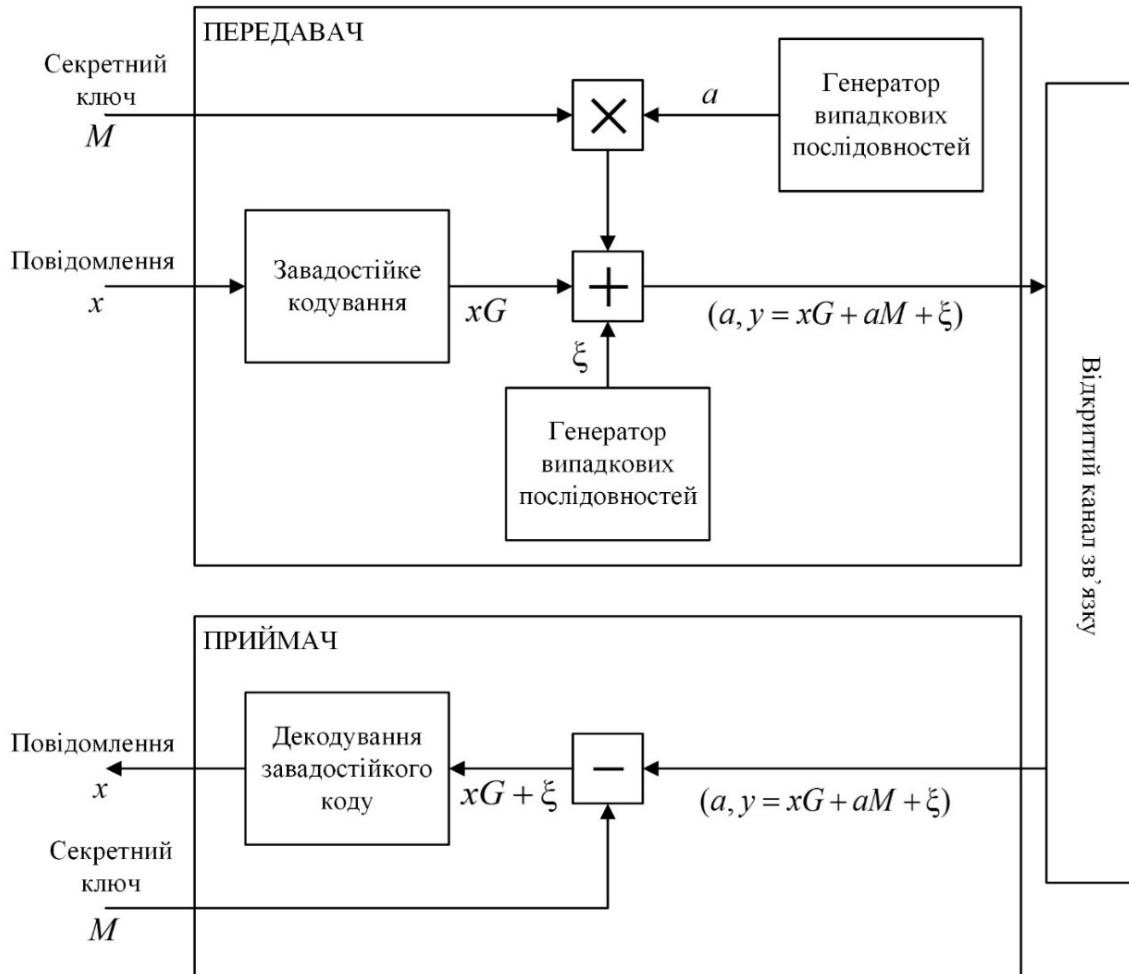 ПЕРЕДАВАЧ
Секретний
ключ
M
a
Генератор
випадкових
послідовностей
×
Повідомлення
x
Завадостійке
кодування
xG
+
(a, y = xG + aM + ξ)
ξ
Генератор
випадкових
послідовностей
Відкритий канал зв’язку
ПРИЙМАЧ
Повідомлення
x
Декодування
завадостійкого
коду
xG + ξ
−
(a, y = xG + aM + ξ)
Секретний
ключ
M